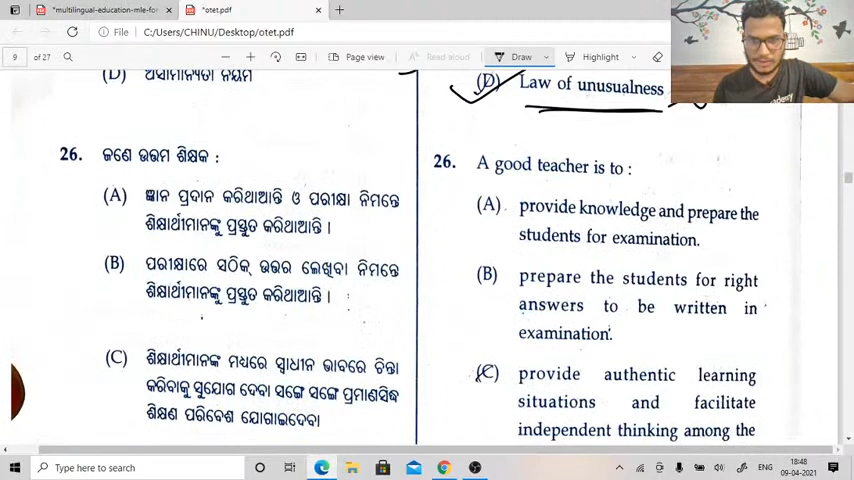 *multilingual-education-mle-for
*otet.pdf
File
C:/Users/CHINU/Desktop/otet.pdf
9
of 27
Page view
Read aloud
Draw
Highlight
(D) ଅସାମାନ୍ୟତା ନିୟମ
(D) Law of unusualness
26. ଜଣେ ଉତ୍ତମ ଶିକ୍ଷକ :
(A) ଜ୍ଞାନ ପ୍ରଦାନ କରିଥାଆନ୍ତି ଓ ପରୀକ୍ଷା ନିମନ୍ତେ
ଶିକ୍ଷାର୍ଥୀମାନଙ୍କୁ ପ୍ରସ୍ତୁତ କରିଥାଆନ୍ତି ।
(B) ପରୀକ୍ଷାରେ ସଠିକ୍ ଉତ୍ତର ଲେଖିବା ନିମନ୍ତେ
ଶିକ୍ଷାର୍ଥୀମାନଙ୍କୁ ପ୍ରସ୍ତୁତ କରିଥାଆନ୍ତି ।
(C) ଶିକ୍ଷାର୍ଥୀମାନଙ୍କ ମଧ୍ୟରେ ସ୍ୱାଧୀନ ଭାବରେ ଚିନ୍ତା
କରିବାକୁ ସୁଯୋଗ ଦେବା ସଙ୍ଗେ ସଙ୍ଗେ ପ୍ରମାଣସିଦ୍ଧ
ଶିକ୍ଷଣ ପରିବେଶ ଯୋଗାଇଦେବା
26. A good teacher is to :
(A) provide knowledge and prepare the
students for examination.
(B) prepare the students for right
answers to be written in
examination.
(C) provide authentic learning
situations and facilitate
independent thinking among the
Type here to search
ENG
18:48
09-04-2021